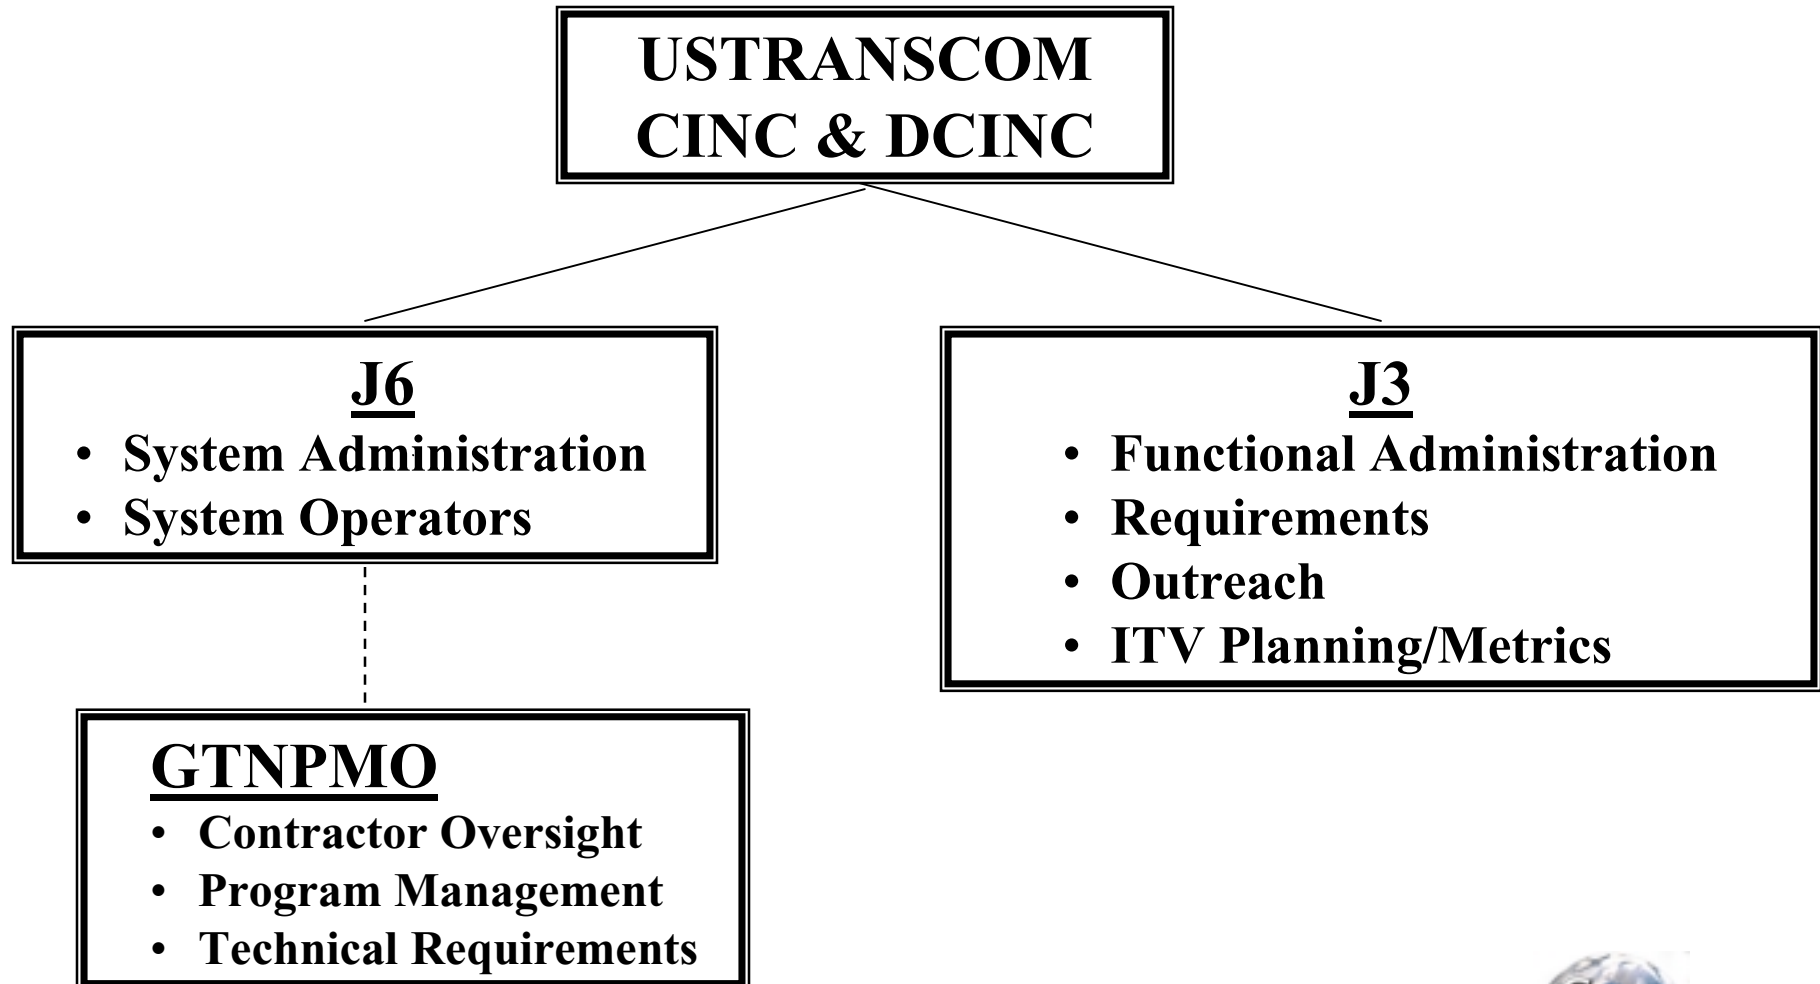 USTRANSCOM
CINC & DCINC
J6
• System Administration
• System Operators
J3
• Functional Administration
• Requirements
• Outreach
• ITV Planning/Metrics
GTNPMO
• Contractor Oversight
• Program Management
• Technical Requirements